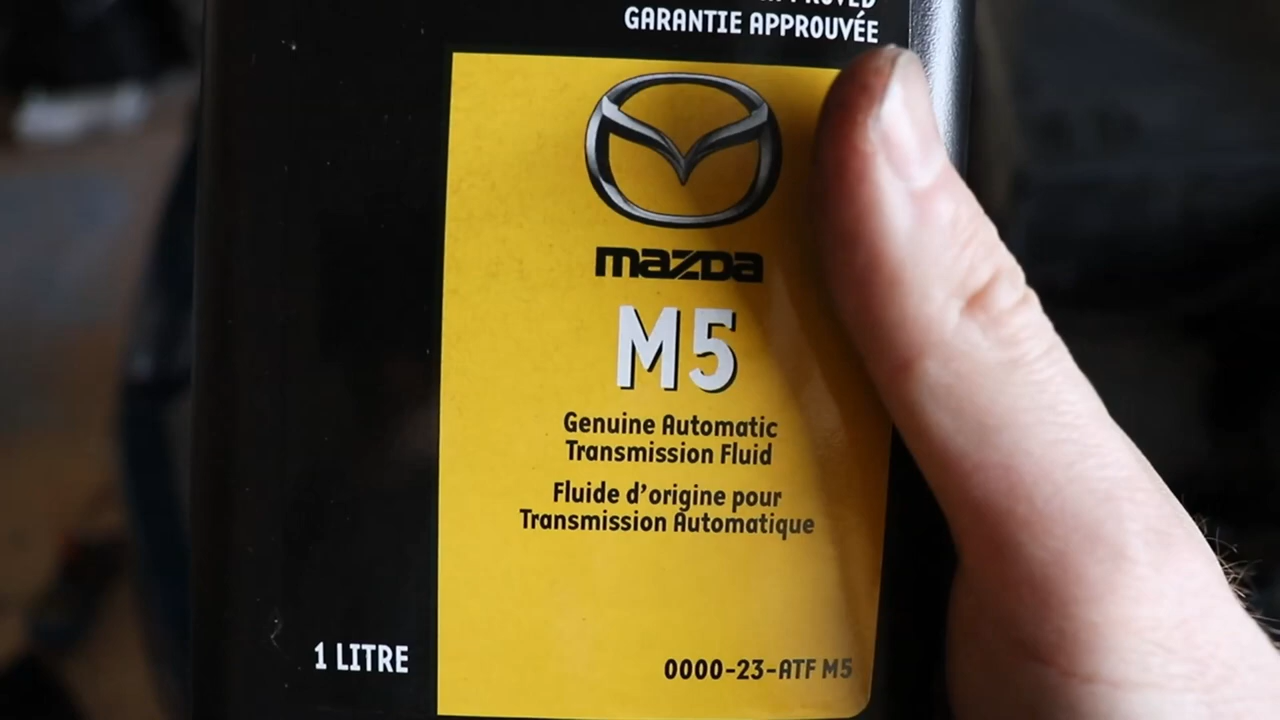 APPROVED
GARANTIE APPROUVÉE
mazda
M5
Genuine Automatic
Transmission Fluid
Fluide d'origine pour
Transmission Automatique
1 LITRE
0000-23-ATF M5